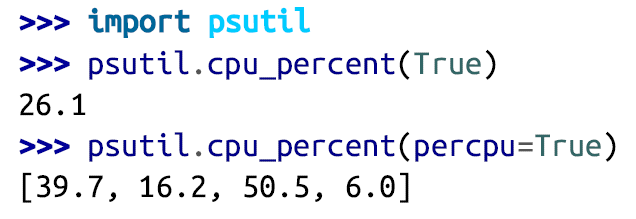 >>> import psutil
>>> psutil.cpu_percent(True)
26.1
>>> psutil.cpu_percent(percpu=True)
[39.7, 16.2, 50.5, 6.0]